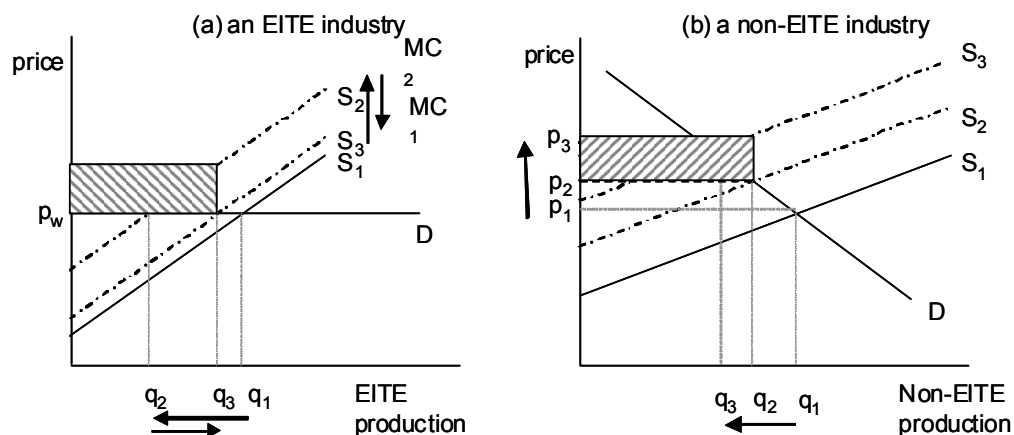 (a) an EITE industry
price
MC
2
MC
1
S2
S3
S1
pw
D
q2 q3 q1
EITE
production
(b) a non-EITE industry
price
S3
S2
S1
p3
p2
p1
D
q3 q2 q1
Non-EITE
production